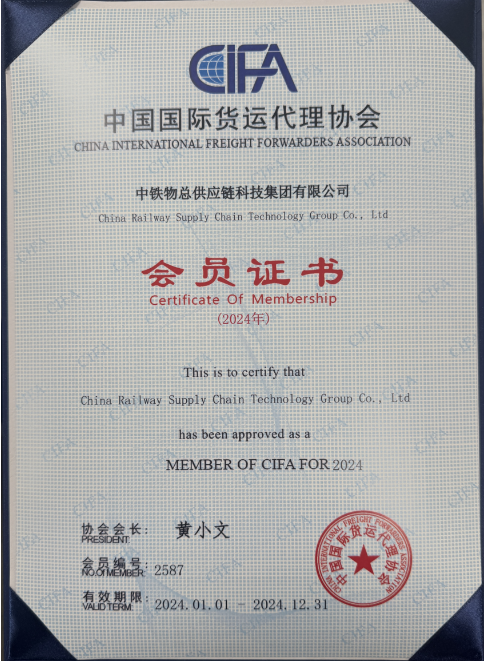 CIFA
中国国际货运代理协会
CHINA INTERNATIONAL FREIGHT FORWARDERS ASSOCIATION
中铁物总供应链科技集团有限公司
China Railway Supply Chain Technology Group Co., Ltd
会员证书
Certificate Of Membership
(2024年)
This is to certify that
China Railway Supply Chain Technology Group Co., Ltd
has been approved as a
MEMBER OF CIFA FOR 2024
协会会长: 黄小文
PRESIDENT:
会员编号: 2587
NO.Of MEMBER:
有效期限: 2024.01.01 - 2024.12.31
VALID TERM
CHINA INTERNATIONAL FREIGHT FORWARDERS ASSOCIATION
中国国际货运代理协会